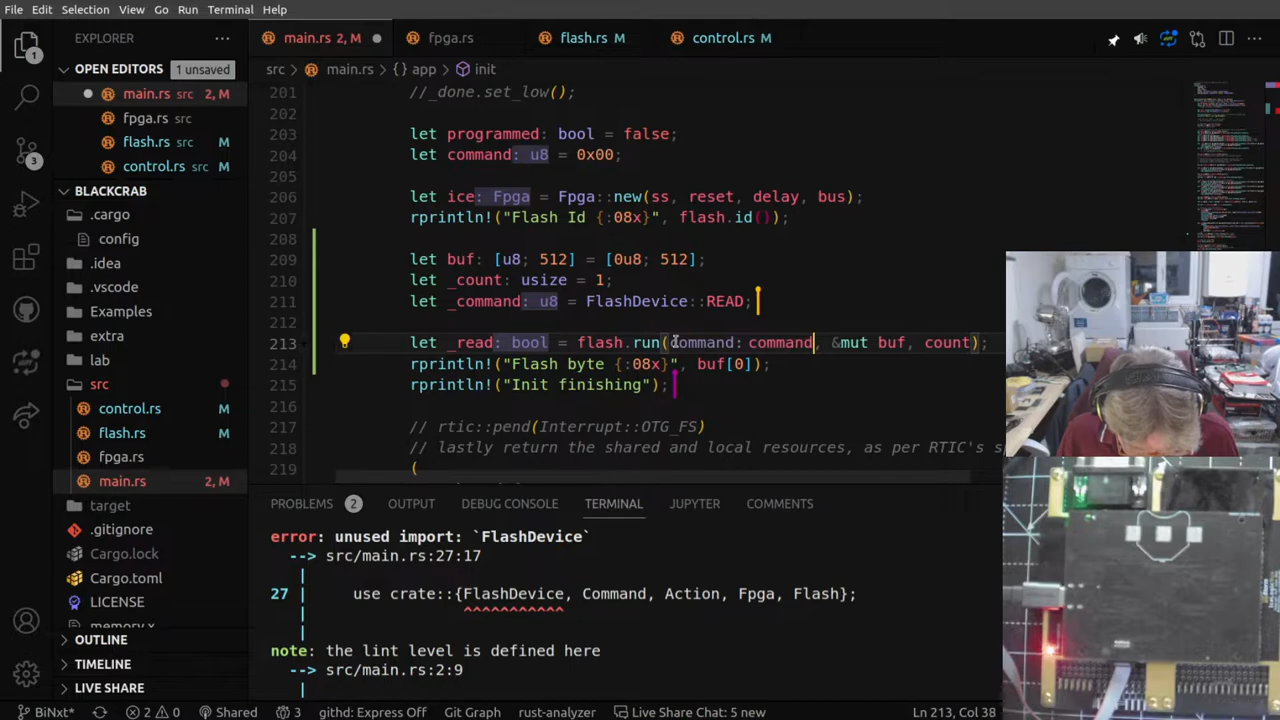 File Edit Selection View Go Run Terminal Help
EXPLORER
OPEN EDITORS 1 unsaved
main.rs src 2, M
fpga.rs src
flash.rs src M
control.rs src M
BLACKCRAB
.cargo
config
.idea
.vscode
Examples
extra
lab
src
control.rs M
flash.rs M
fpga.rs
main.rs 2, M
target
.gitignore
Cargo.lock
Cargo.toml
LICENSE
memory.x
OUTLINE
TIMELINE
LIVE SHARE
main.rs 2, M
fpga.rs
flash.rs M
control.rs M
src > main.rs > {} app > init
201 //_done.set_low();
202
203 let programmed: bool = false;
204 let command: u8 = 0x00;
205
206 let ice: Fpga = Fpga::new(ss, reset, delay, bus);
207 rprintln!("Flash Id {:08x}", flash.id());
208
209 let buf: [u8; 512] = [0u8; 512];
210 let _count: usize = 1;
211 let _command: u8 = FlashDevice::READ;
212
213 let _read: bool = flash.run(command: command, &mut buf, count);
214 rprintln!("Flash byte {:08x}", buf[0]);
215 rprintln!("Init finishing");
216
217 // rtic::pend(Interrupt::OTG_FS)
218 // lastly return the shared and local resources, as per RTIC's s
219 (
PROBLEMS 2 OUTPUT DEBUG CONSOLE TERMINAL JUPYTER COMMENTS
error: unused import: `FlashDevice`
--> src/main.rs:27:17
|
27 | use crate::{FlashDevice, Command, Action, Fpga, Flash};
| ^^^^^^^^^^^
|
note: the lint level is defined here
--> src/main.rs:2:9
|
1
3
BiNxt* 2 0 Shared 3 githd: Express Off Git Graph rust-analyzer Live Share Chat: 5 new Ln 213, Col 38